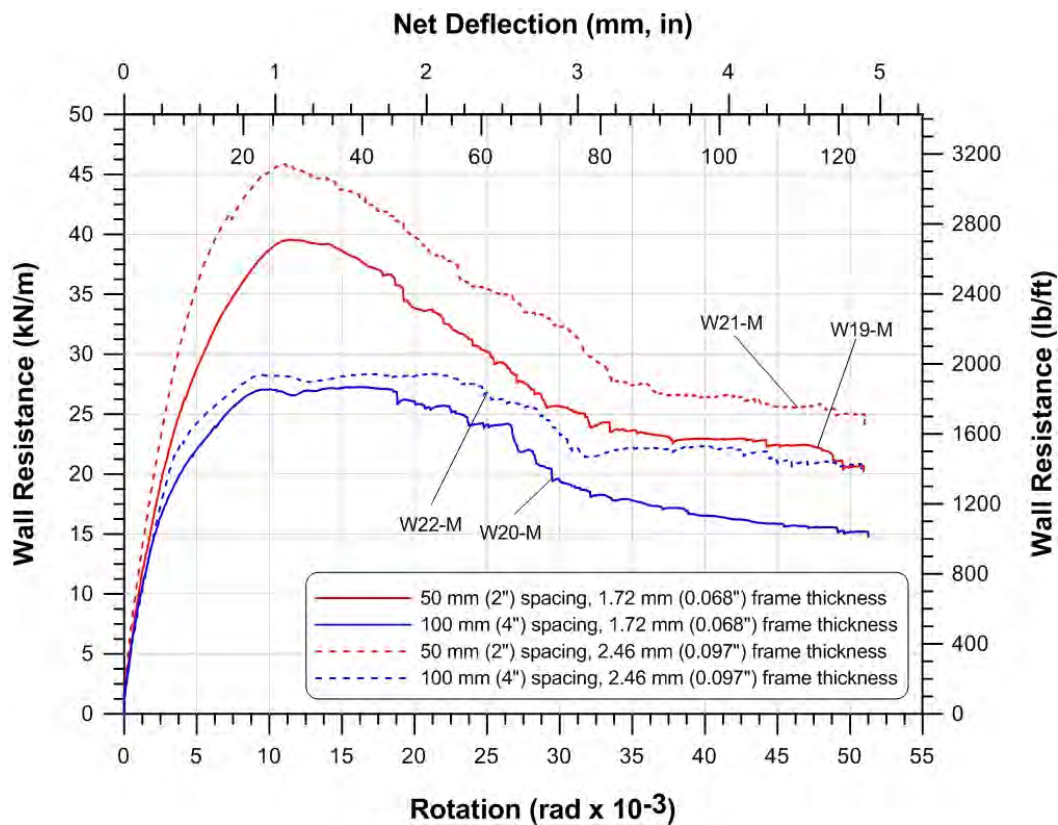 Net Deflection (mm, in)
0 1 2 3 4 5
20 40 60 80 100 120
50
45
40
35
30
25
20
15
10
5
0
Wall Resistance (kN/m)
3200
2800
2400
2000
1600
1200
800
400
0
Wall Resistance (lb/ft)
W21-M
W19-M
W22-M
W20-M
50 mm (2") spacing, 1.72 mm (0.068") frame thickness
100 mm (4") spacing, 1.72 mm (0.068") frame thickness
50 mm (2") spacing, 2.46 mm (0.097") frame thickness
100 mm (4") spacing, 2.46 mm (0.097") frame thickness
0 5 10 15 20 25 30 35 40 45 50 55
Rotation (rad x 10-3)